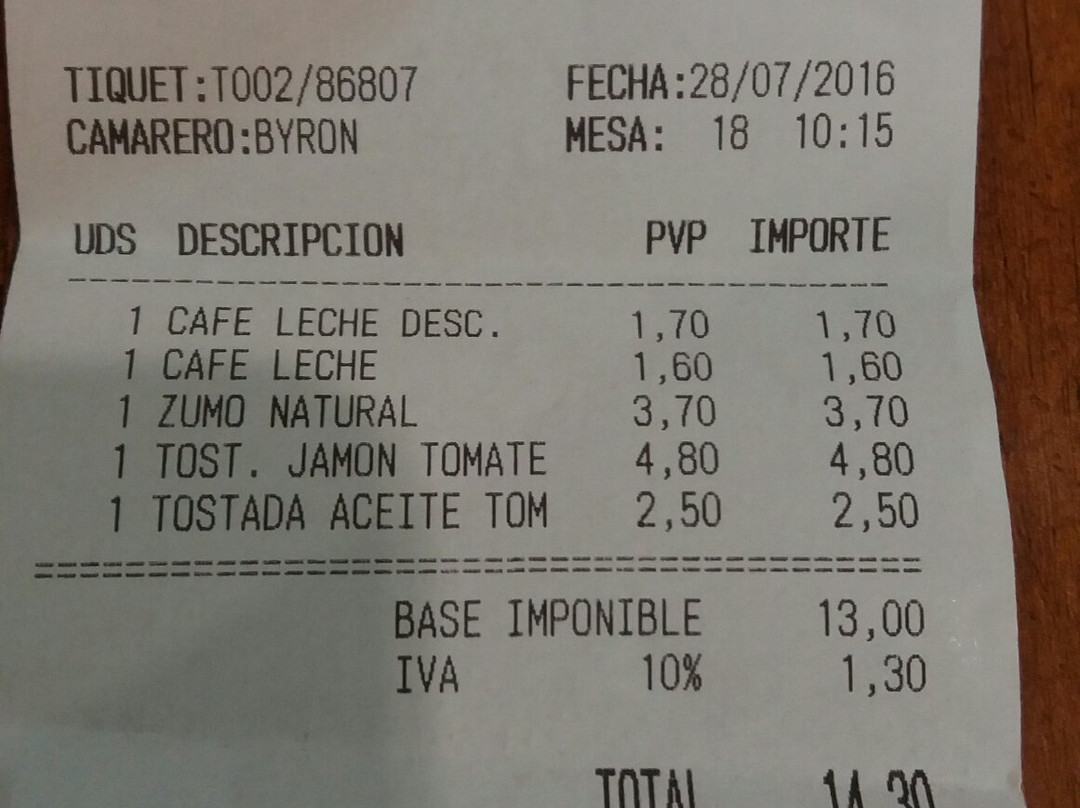 TIQUET:T002/86807 FECHA:28/07/2016
CAMARERO:BYRON MESA: 18 10:15
UDS DESCRIPCION PVP IMPORTE
1 CAFE LECHE DESC. 1,70 1,70
1 CAFE LECHE 1,60 1,60
1 ZUMO NATURAL 3,70 3,70
1 TOST. JAMON TOMATE 4,80 4,80
1 TOSTADA ACEITE TOM 2,50 2,50
BASE IMPONIBLE 13,00
IVA 10% 1,30
TOTAL 14,30